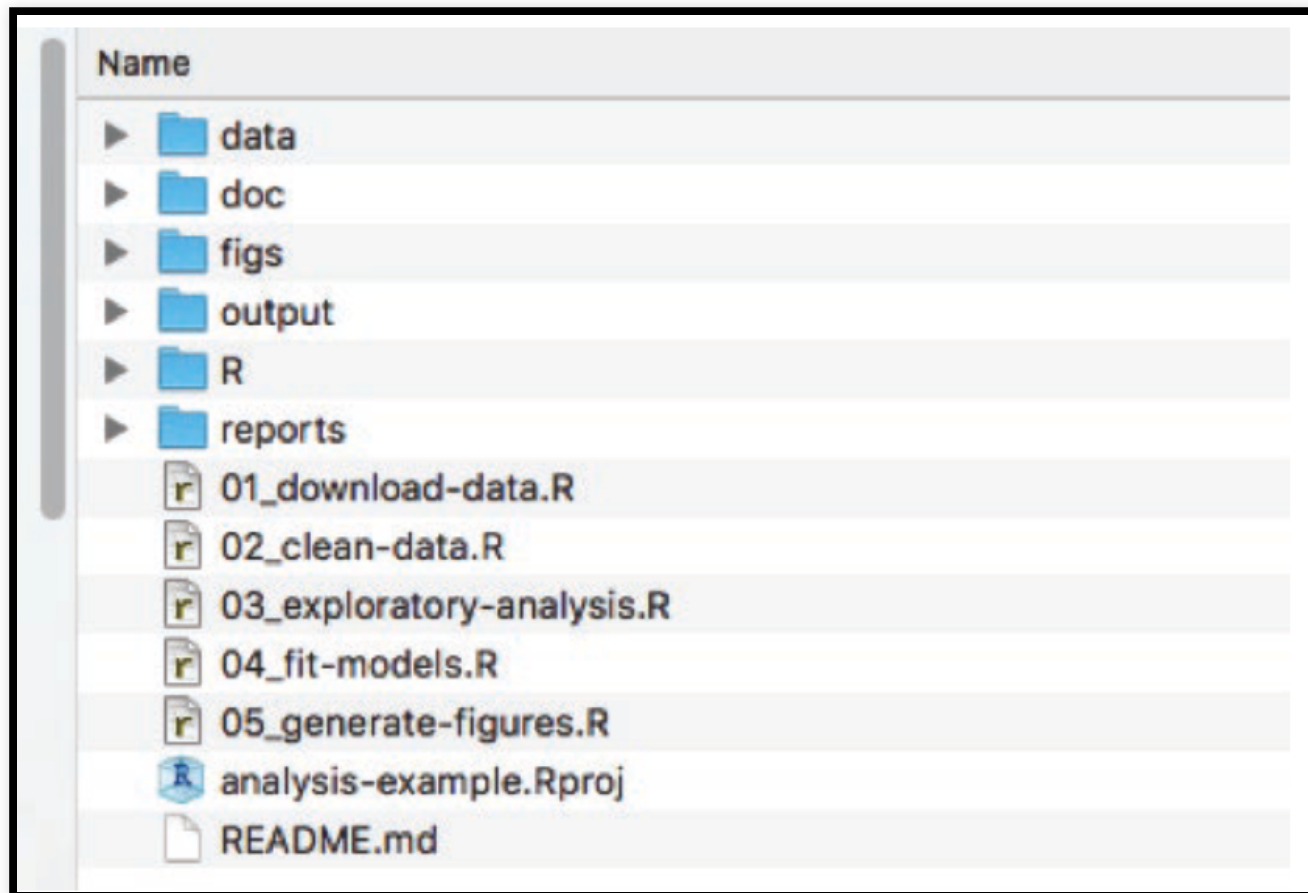 Name
data
doc
figs
output
R
reports
01_download-data.R
02_clean-data.R
03_exploratory-analysis.R
04_fit-models.R
05_generate-figures.R
analysis-example.Rproj
README.md